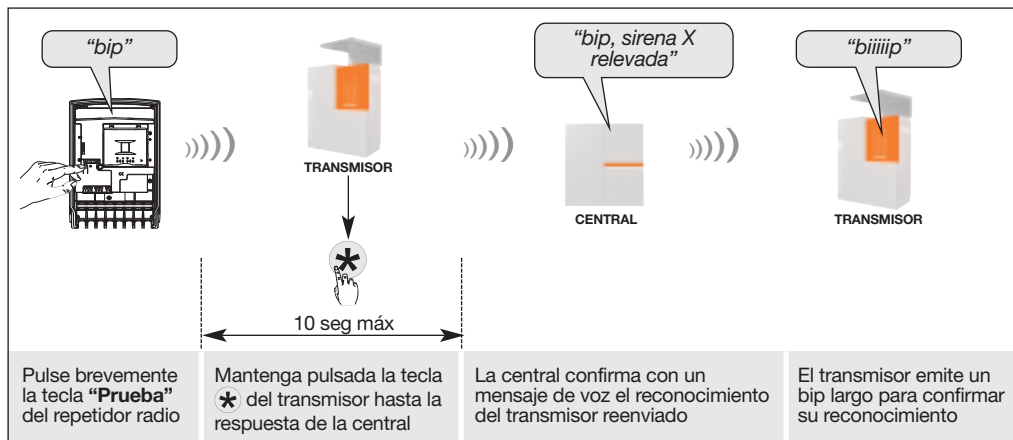 “bip”
TRANSMISOR
“bip, sirena X
relevada”
CENTRAL
“biiiiip”
TRANSMISOR
*
10 seg máx
Pulse brevemente
la tecla “Prueba”
del repetidor radio
Mantenga pulsada la tecla
* del transmisor hasta la
respuesta de la central
La central confirma con un
mensaje de voz el reconocimiento
del transmisor reenviado
El transmisor emite un
bip largo para confirmar
su reconocimiento